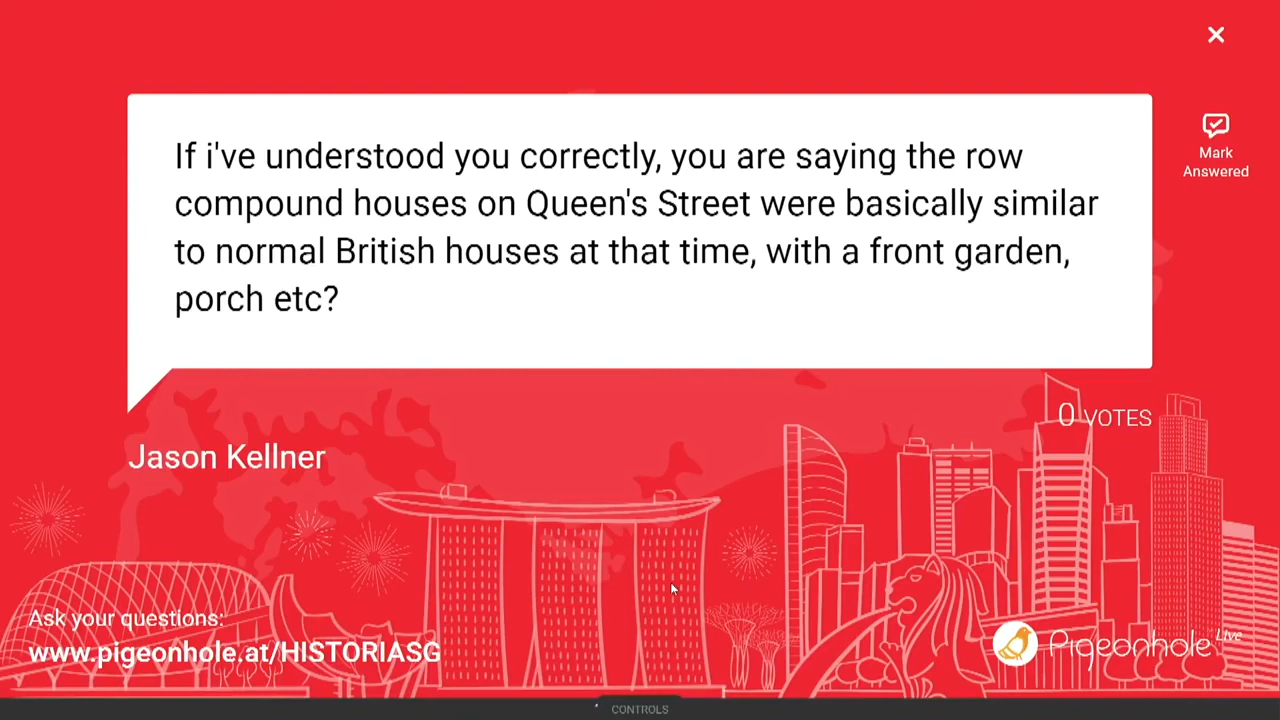 Mark
Answered
If i've understood you correctly, you are saying the row
compound houses on Queen's Street were basically similar
to normal British houses at that time, with a front garden,
porch etc?
0 VOTES
Jason Kellner
Ask your questions:
www.pigeonhole.at/HISTORIASG
Pigeonhole Live
CONTROLS